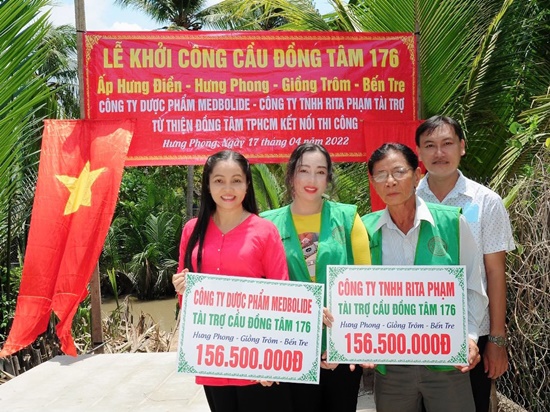 LỄ KHỞI CÔNG CẦU ĐỒNG TÂM 176
Ấp Hưng Điền - Hưng Phong - Giồng Trôm - Bến Tre
CÔNG TY DƯỢC PHẨM MEDBOLIDE - CÔNG TY TNHH RITA PHẠM TÀI TRỢ
TỪ THIỆN ĐỒNG TÂM TPHCM KẾT NỐI THI CÔNG
Hưng Phong, Ngày 17 tháng 04 năm 2022
CÔNG TY DƯỢC PHẨM MEDBOLIDE
TÀI TRỢ CẦU ĐỒNG TÂM 176
Hưng Phong - Giồng Trôm - Bến Tre
156.500.000Đ
CÔNG TY TNHH RITA PHẠM
TÀI TRỢ CẦU ĐỒNG TÂM 176
Hưng Phong - Giồng Trôm - Bến Tre
156.500.000Đ